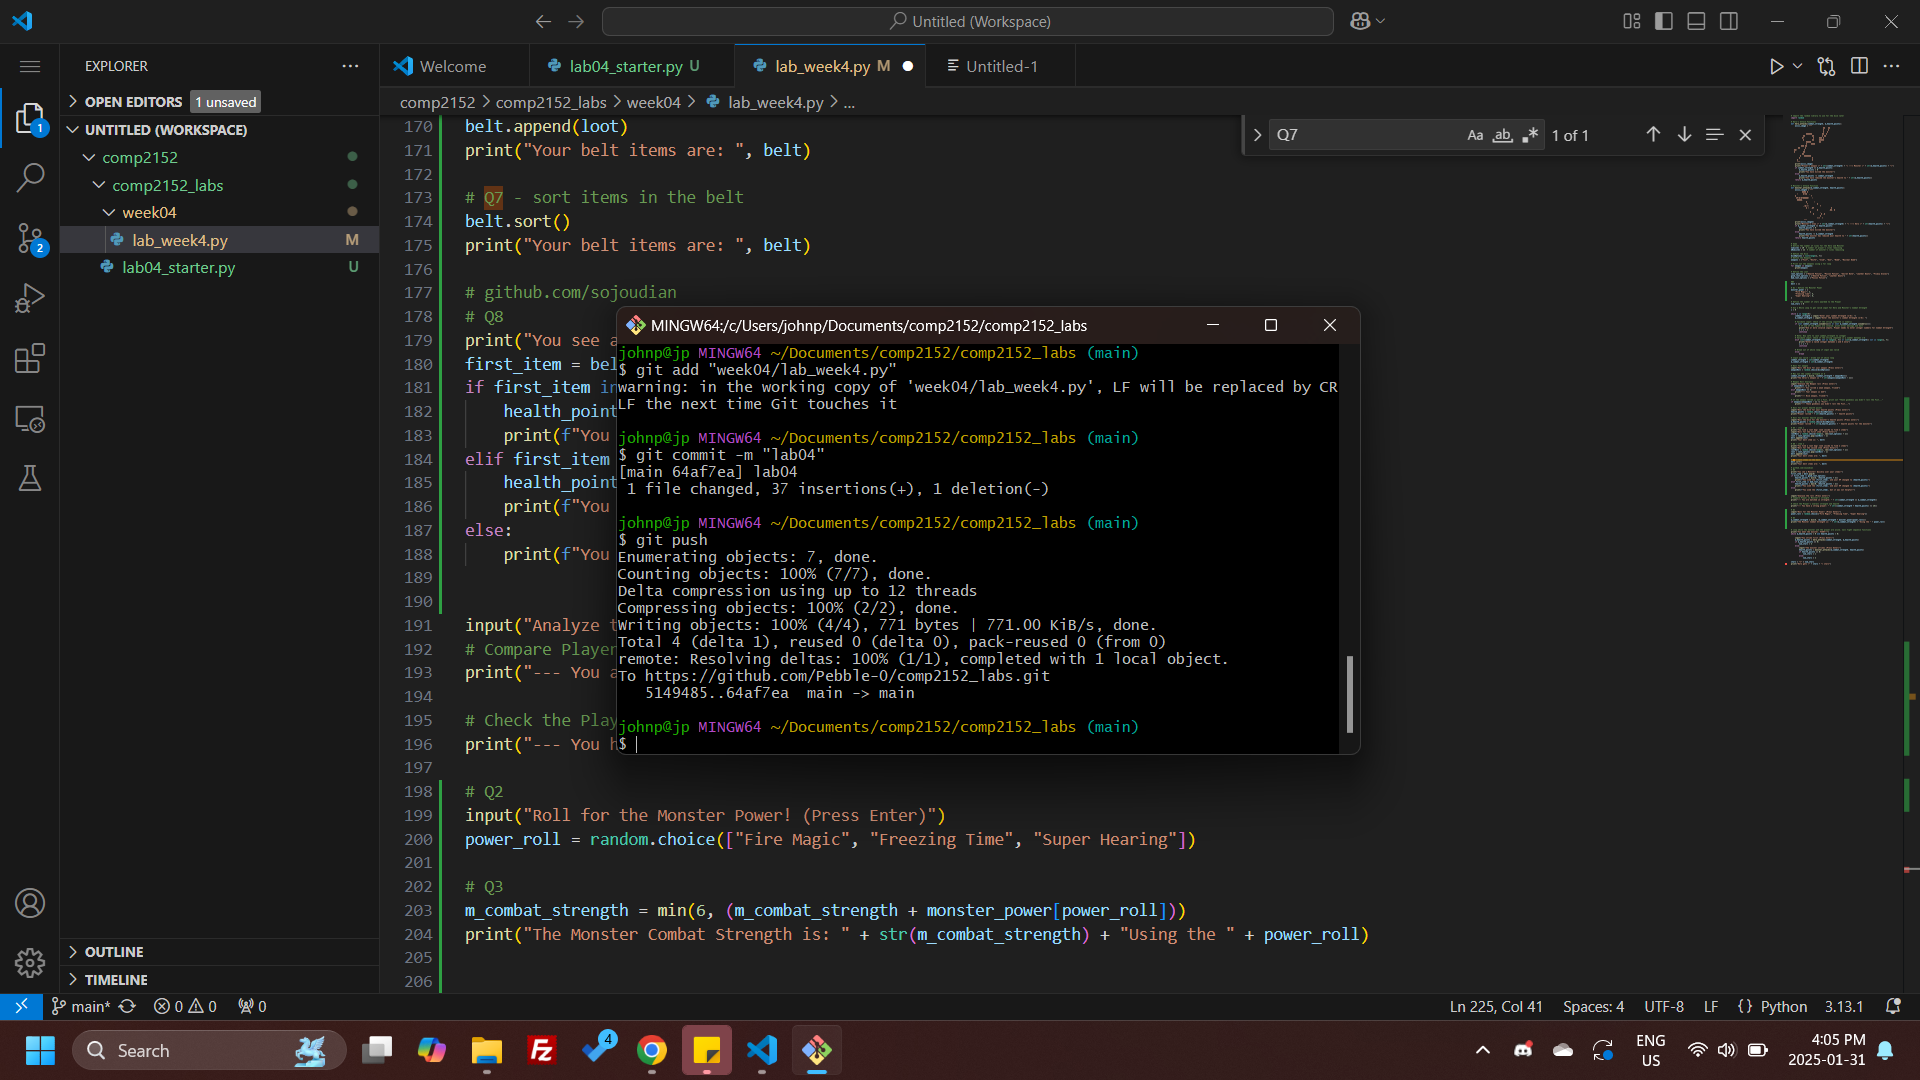 Untitled (Workspace)
EXPLORER
OPEN EDITORS 1 unsaved
UNTITLED (WORKSPACE)
comp2152
comp2152_labs
week04
lab_week4.py M
lab04_starter.py U
OUTLINE
TIMELINE
1
2
Welcome
lab04_starter.py U
lab_week4.py M
Untitled-1
comp2152 > comp2152_labs > week04 > lab_week4.py > ...
Q7 Aa ab 1 of 1
170 belt.append(loot)
171 print("Your belt items are: ", belt)
172
173 # Q7 - sort items in the belt
174 belt.sort()
175 print("Your belt items are: ", belt)
176
177 # github.com/sojoudian
178 # Q8
179 print("You see a
180 first_item = bel
181 if first_item in
182 health_point
183 print(f"You
184 elif first_item
185 health_point
186 print(f"You
187 else:
188 print(f"You
189
190
191 input("Analyze t
192 # Compare Player
193 print("--- You a
194
195 # Check the Play
196 print("--- You h
197
198 # Q2
199 input("Roll for the Monster Power! (Press Enter)")
200 power_roll = random.choice(["Fire Magic", "Freezing Time", "Super Hearing"])
201
202 # Q3
203 m_combat_strength = min(6, (m_combat_strength + monster_power[power_roll]))
204 print("The Monster Combat Strength is: " + str(m_combat_strength) + "Using the " + power_roll)
205
206
MINGW64:/c/Users/johnp/Documents/comp2152/comp2152_labs
johnp@jp MINGW64 ~/Documents/comp2152/comp2152_labs (main)
$ git add "week04/lab_week4.py"
warning: in the working copy of 'week04/lab_week4.py', LF will be replaced by CR
LF the next time Git touches it
johnp@jp MINGW64 ~/Documents/comp2152/comp2152_labs (main)
$ git commit -m "lab04"
[main 64af7ea] lab04
1 file changed, 37 insertions(+), 1 deletion(-)
johnp@jp MINGW64 ~/Documents/comp2152/comp2152_labs (main)
$ git push
Enumerating objects: 7, done.
Counting objects: 100% (7/7), done.
Delta compression using up to 12 threads
Compressing objects: 100% (2/2), done.
Writing objects: 100% (4/4), 771 bytes | 771.00 KiB/s, done.
Total 4 (delta 1), reused 0 (delta 0), pack-reused 0 (from 0)
remote: Resolving deltas: 100% (1/1), completed with 1 local object.
To https://github.com/Pebble-0/comp2152_labs.git
5149485..64af7ea main -> main
johnp@jp MINGW64 ~/Documents/comp2152/comp2152_labs (main)
$
main* 0 0 0
Ln 225, Col 41 Spaces: 4 UTF-8 LF {} Python 3.13.1
Search
Fz
4
ENG
US
4:05 PM
2025-01-31